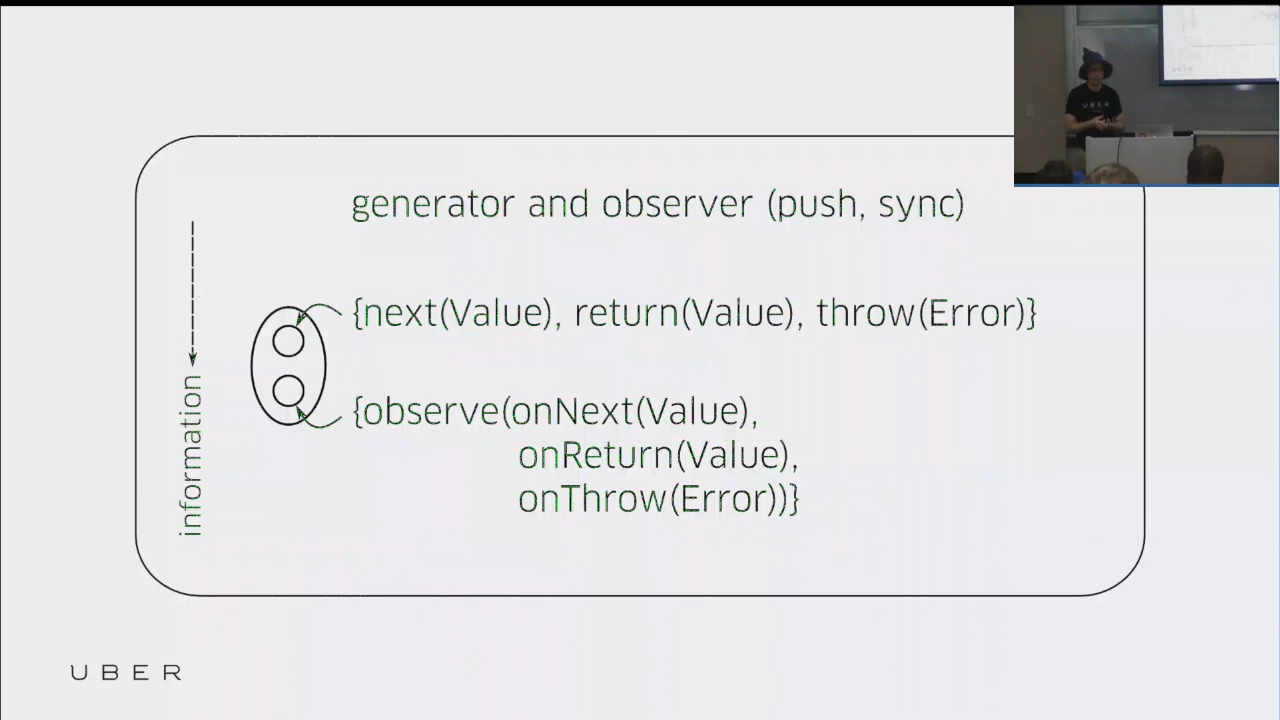 generator and observer (push, sync)
{next(Value), return(Value), throw(Error)}
{observe(onNext(Value),
onReturn(Value),
onThrow(Error))}
information
UBER
UBER